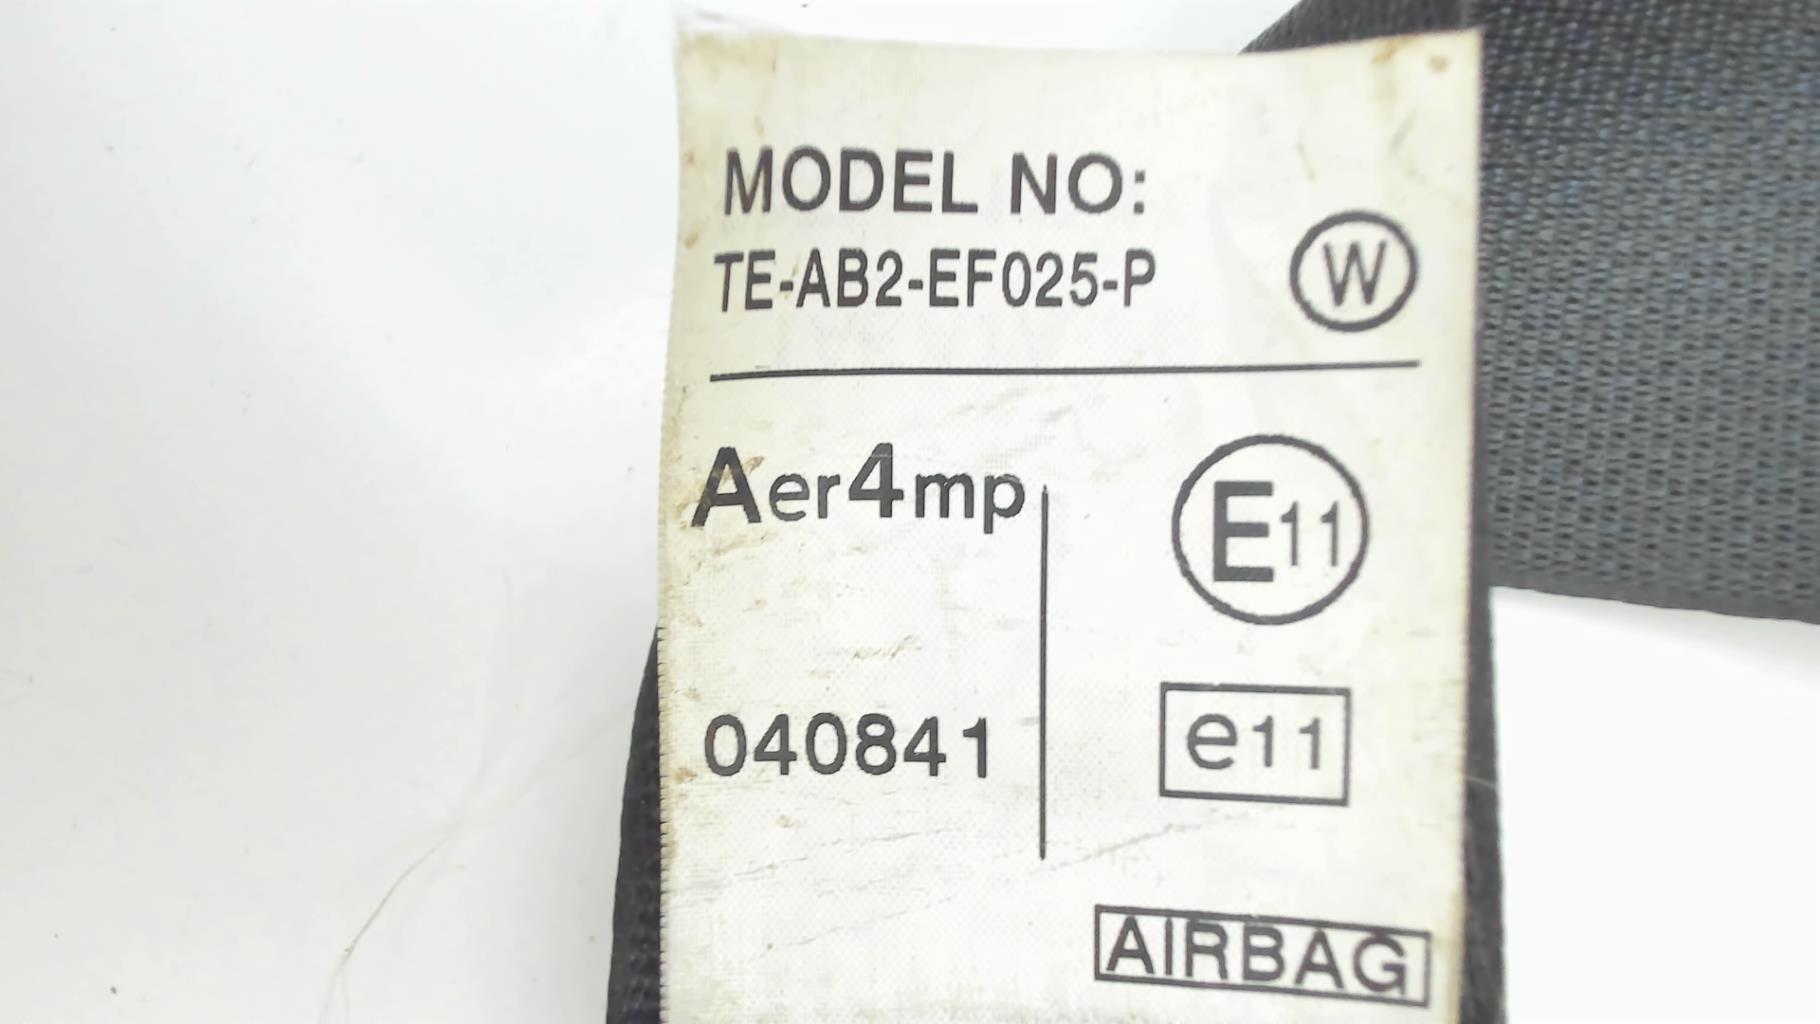 MODEL NO:
TE-AB2-EF025-P W
Aer4mp E11
040841 e11
AIRBAG